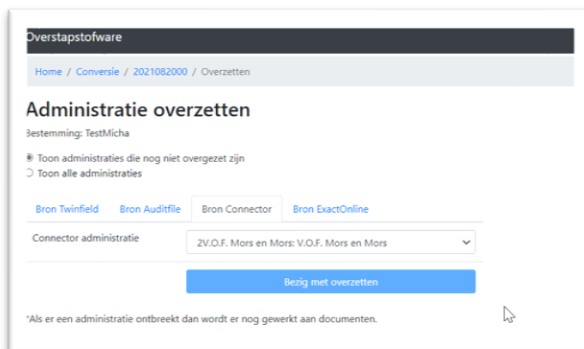 Overstapstofware
Home / Conversie / 2021082000 / Overzetten
Administratie overzetten
Bestemming: TestMicha
Toon administraties die nog niet overgezet zijn
Toon alle administraties
Bron Twinfield Bron Auditfile Bron Connector Bron ExactOnline
Connector administratie 2V.O.F. Mors en Mors: V.O.F. Mors en Mors
Bezig met overzetten
*Als er een administratie ontbreekt dan wordt er nog gewerkt aan documenten.